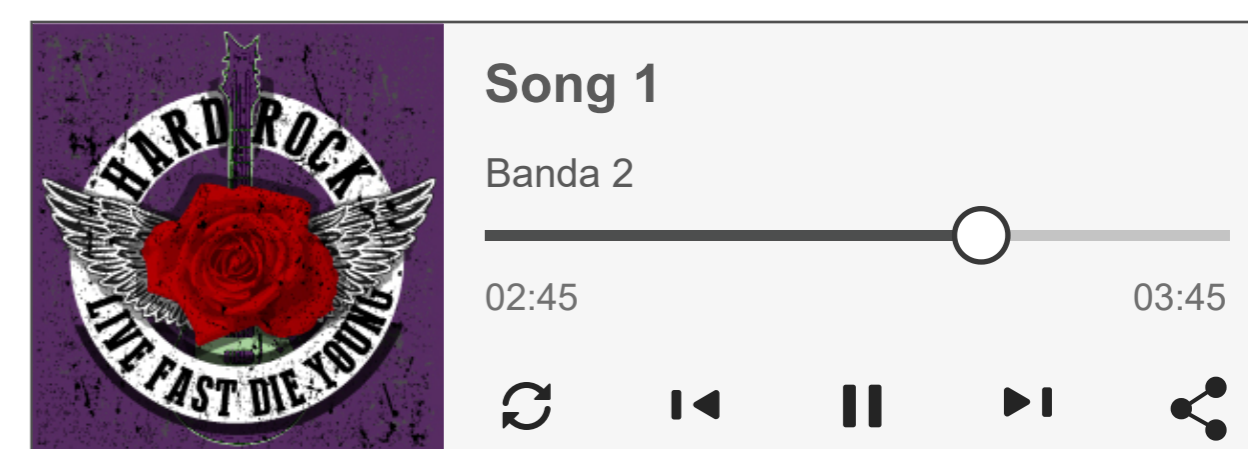 HARD ROCK
LIVE FAST DIE YOUNG
Song 1
Banda 2
02:45
03:45